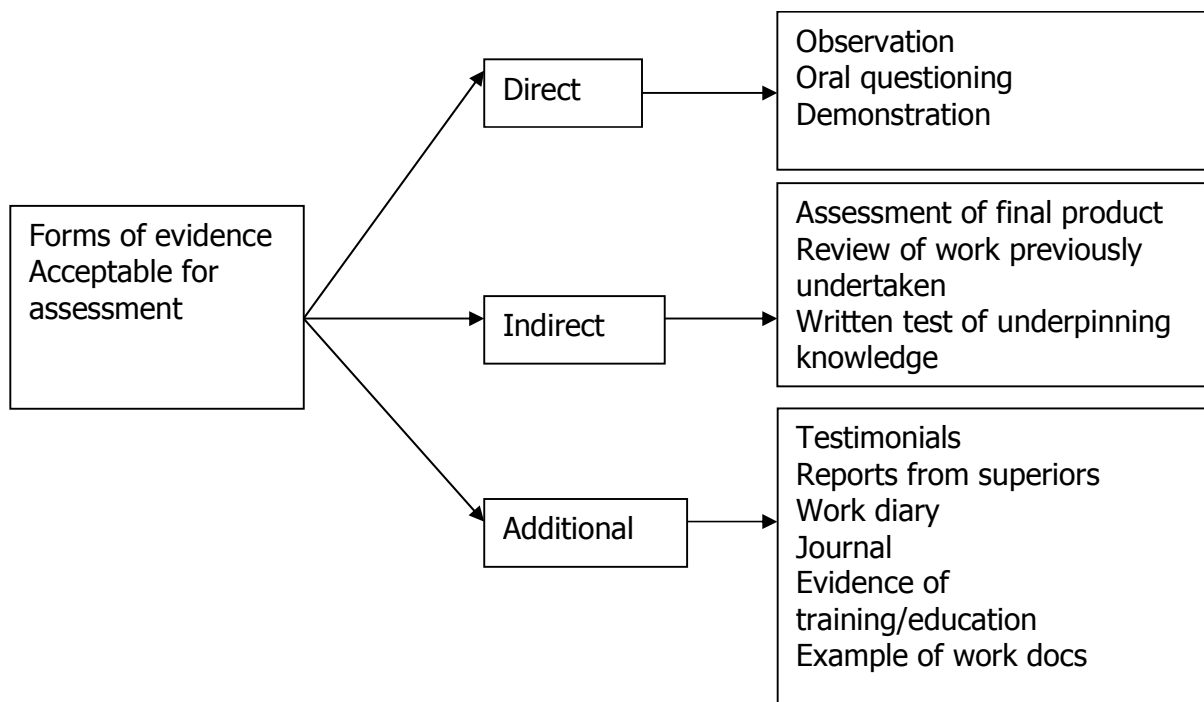 Forms of evidence
Acceptable for
assessment
Direct
Observation
Oral questioning
Demonstration
Indirect
Assessment of final product
Review of work previously
undertaken
Written test of underpinning
knowledge
Additional
Testimonials
Reports from superiors
Work diary
Journal
Evidence of
training/education
Example of work docs